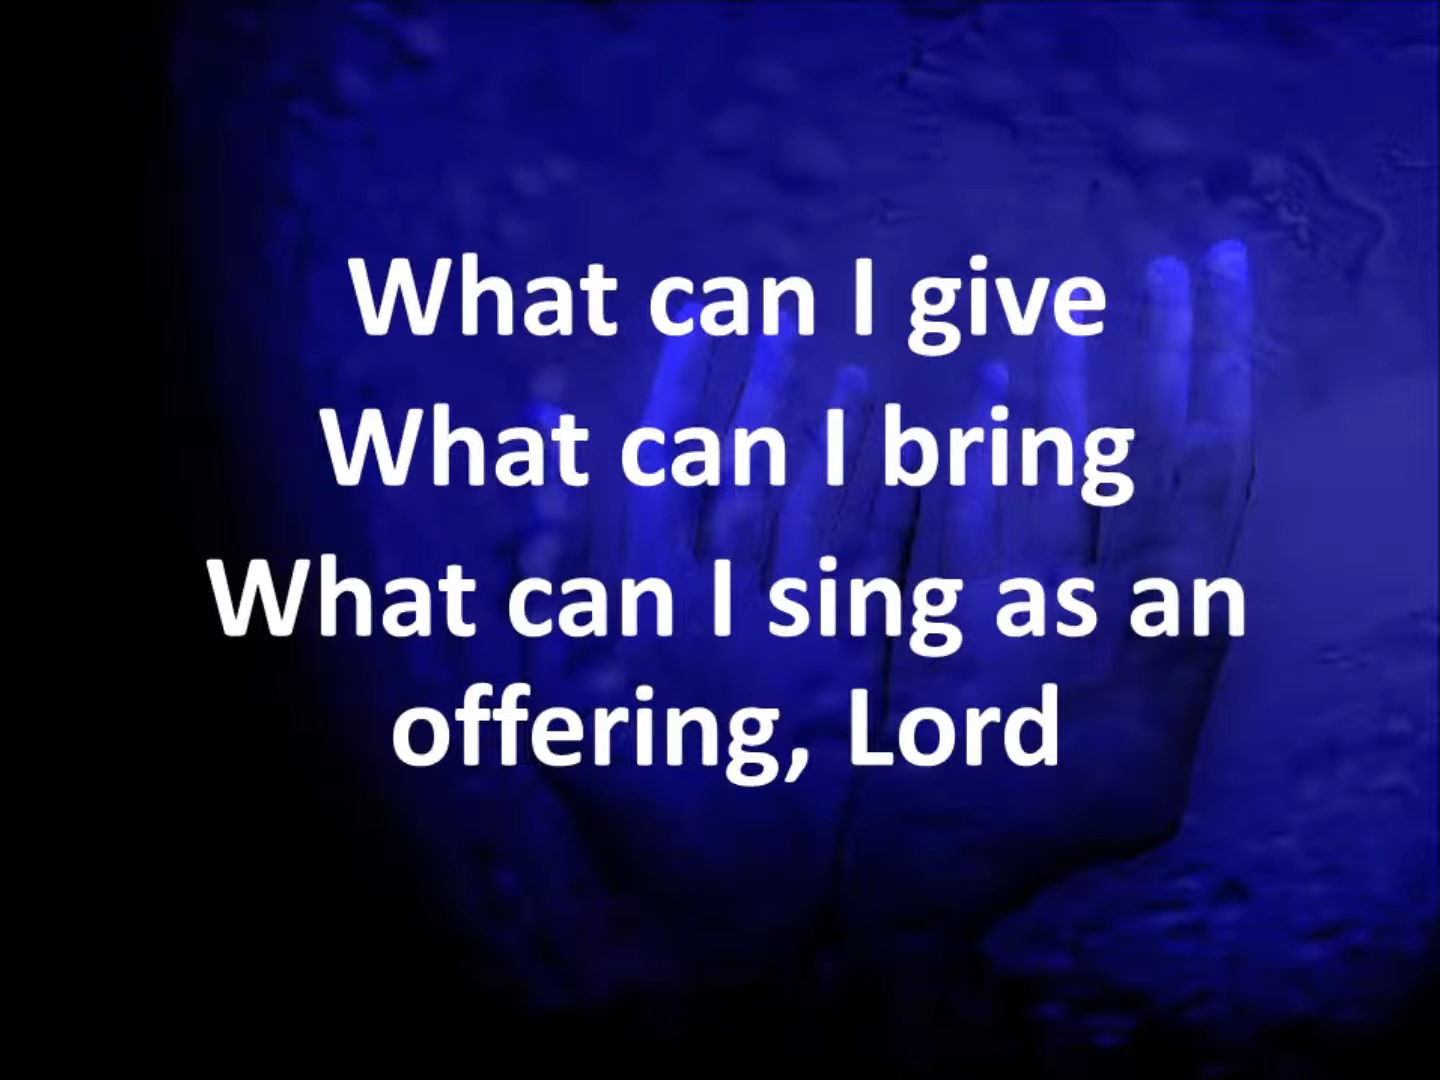 What can I give
What can I bring
What can I sing as an
offering, Lord